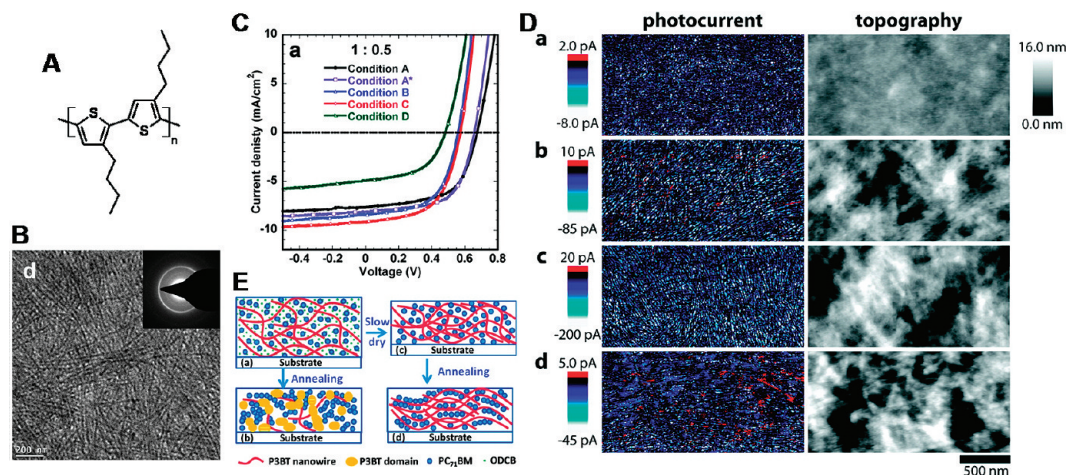 A
S
S
n
B
d
200 nm
C
a
1 : 0.5
Condition A
Condition A*
Condition B
Condition C
Condition D
Current denisty (mA/cm²)
10
5
0
-5
-10
-0.4 -0.2 0 0.2 0.4 0.6 0.8
Voltage (V)
E
(a) Substrate
Slow
dry
(c) Substrate
Annealing
Annealing
(b) Substrate
(d) Substrate
P3BT nanowire P3BT domain PC₇₁BM ODCB
D
photocurrent topography
a
2.0 pA
-8.0 pA
16.0 nm
0.0 nm
b
10 pA
-85 pA
c
20 pA
-200 pA
d
5.0 pA
-45 pA
500 nm